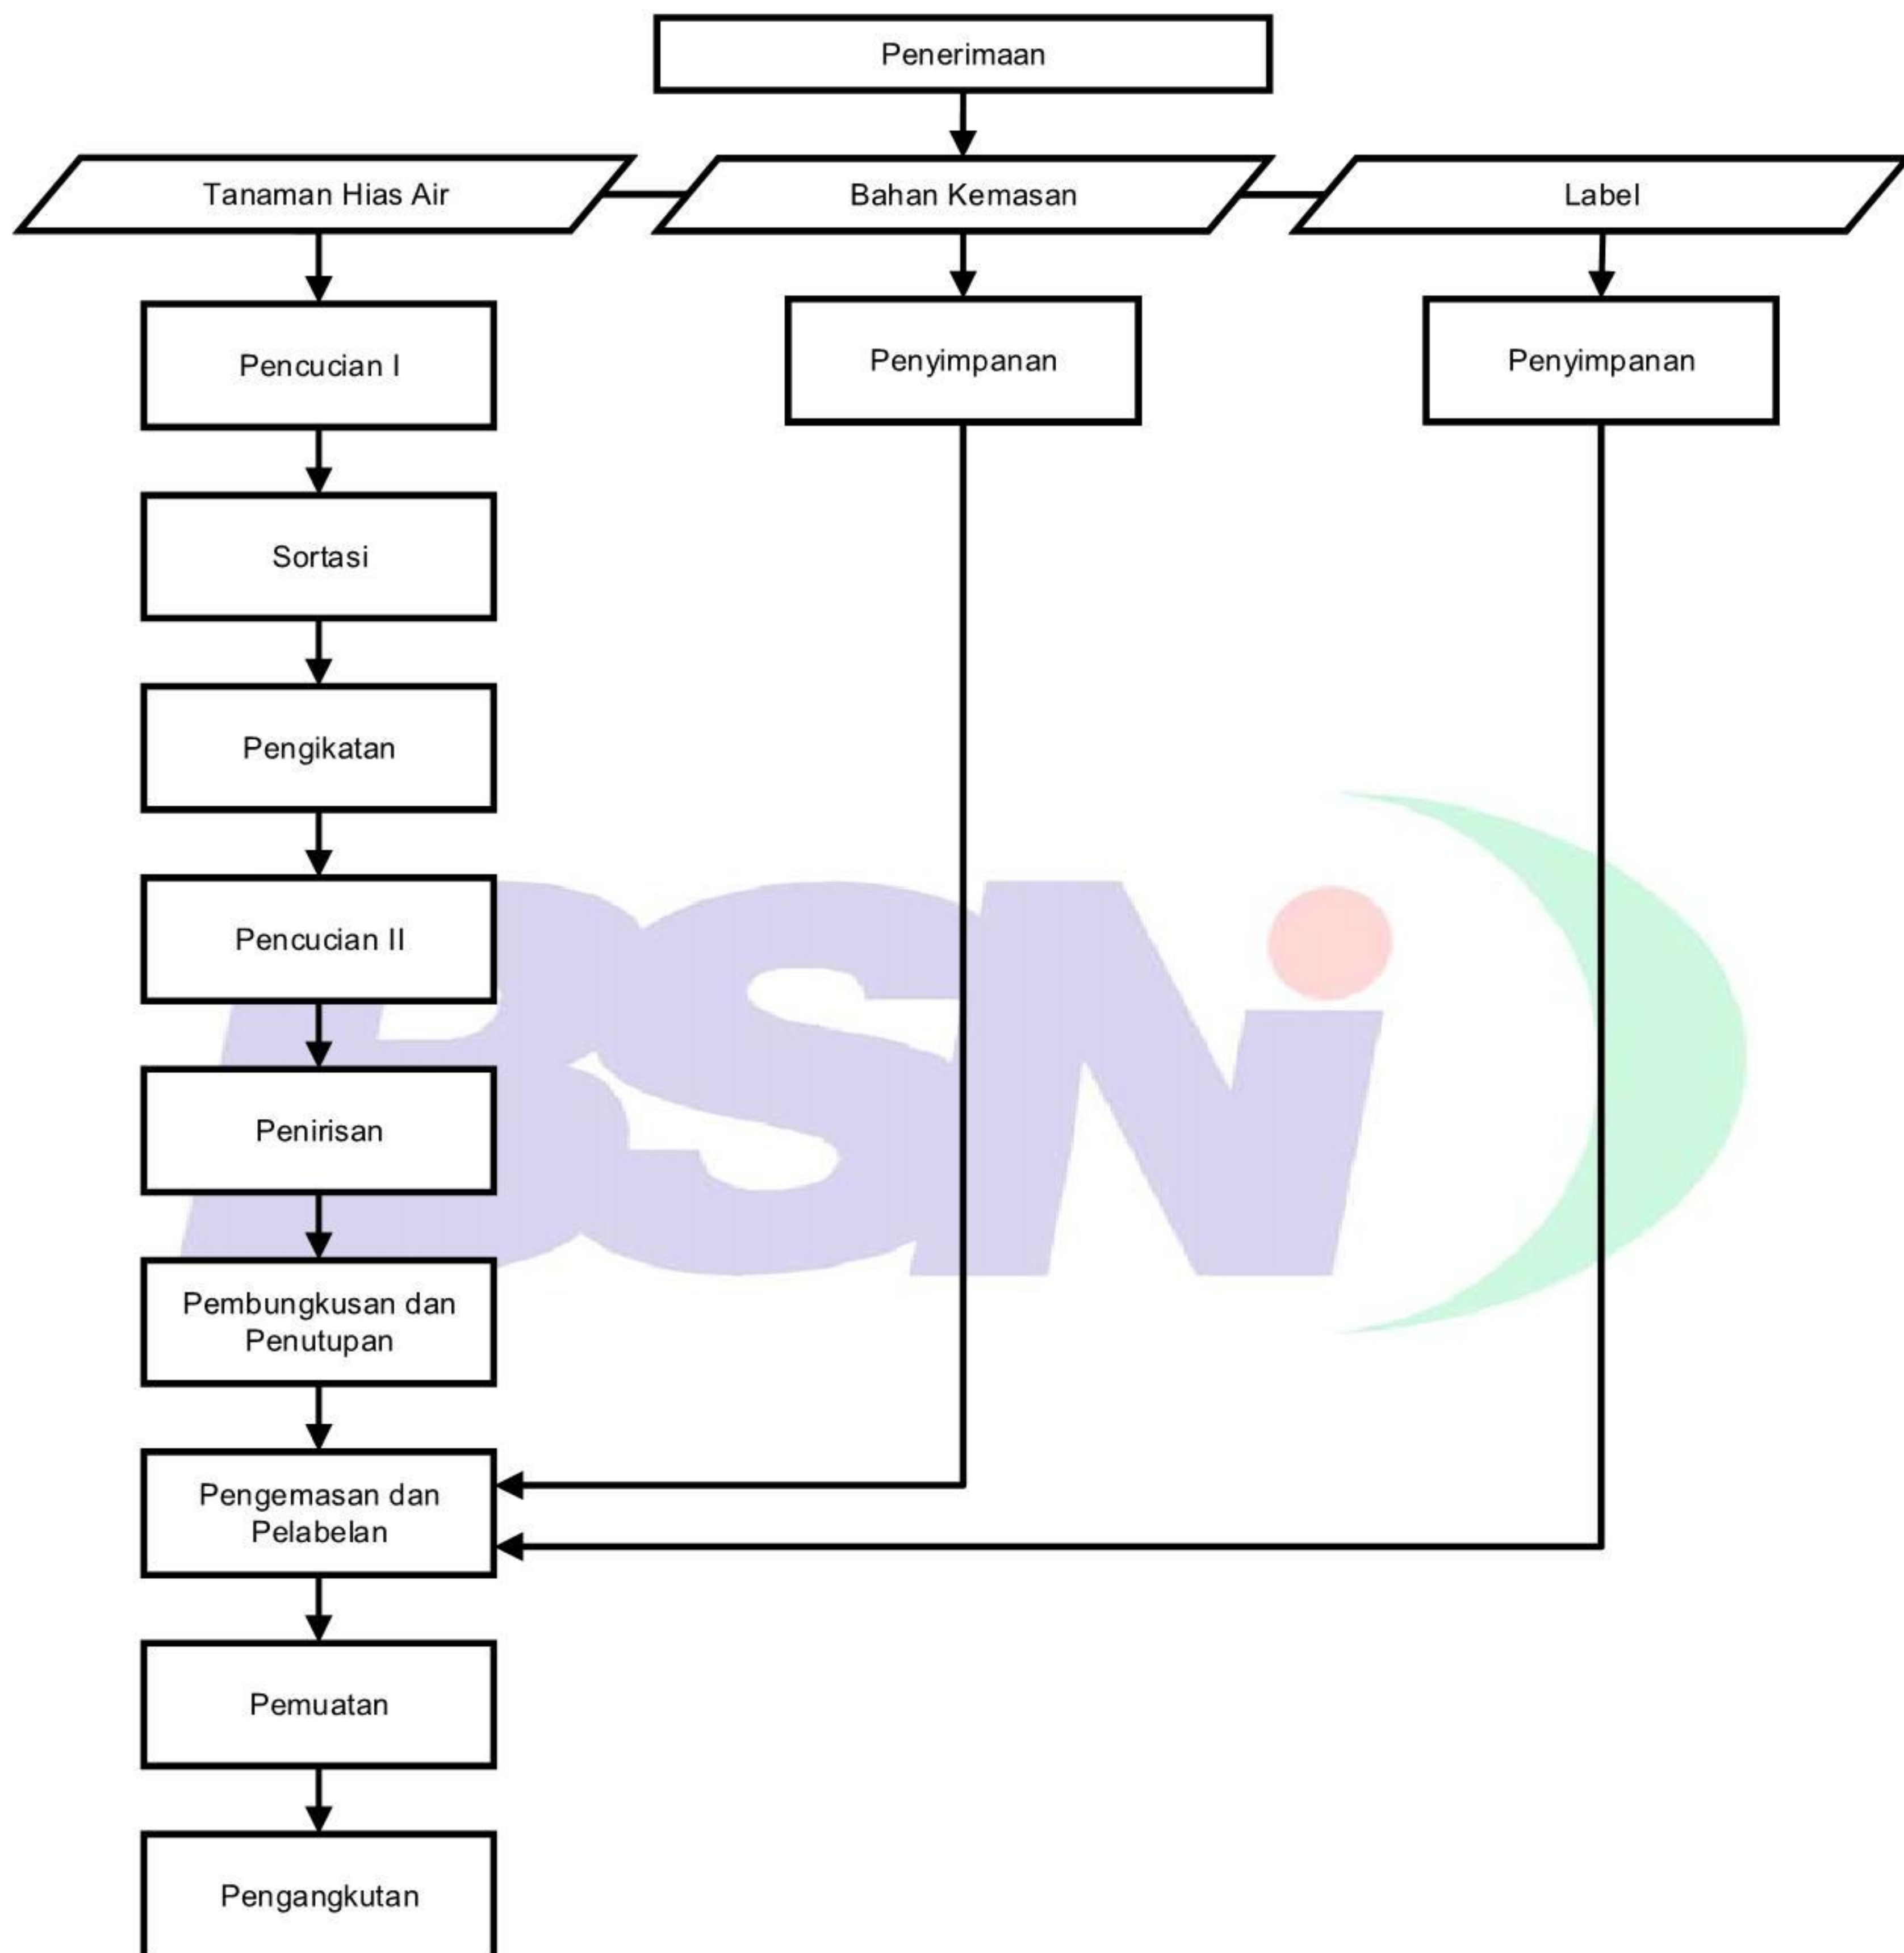 Penerimaan
Tanaman Hias Air
Bahan Kemasan
Label
Pencucian I
Penyimpanan
Penyimpanan
Sortasi
Pengikatan
Pencucian II
Penirisan
Pembungkusan dan
Penutupan
Pengemasan dan
Pelabelan
Pemuatan
Pengangkutan
BSN